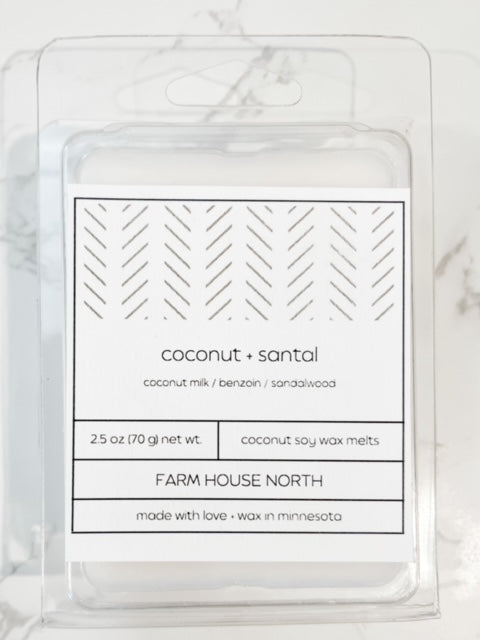 coconut + santal
coconut milk / benzoin / sandalwood
2.5 oz (70 g) net wt.
coconut soy wax melts
FARM HOUSE NORTH
made with love + wax in minnesota